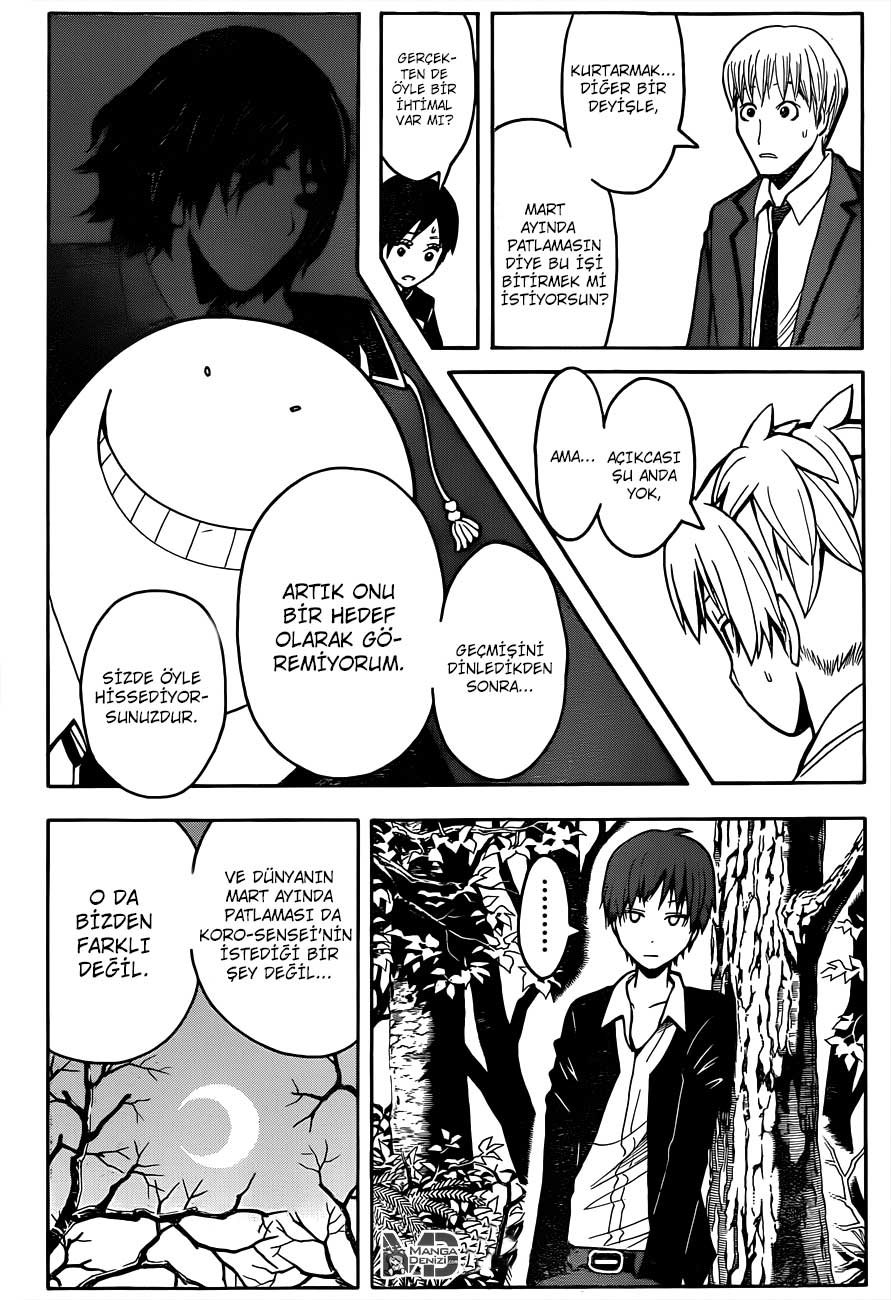 KURTARMAK...
DİĞER BİR
DEYİŞLE,
MART
AYINDA
PATLAMASIN
DİYE BU İŞİ
BİTİRMEK Mİ
İSTİYORSUN?
GERÇEK-
TEN DE
ÖYLE BİR
İHTİMAL
VAR MI?
AÇIKCASI
ŞU ANDA
YOK,
AMA...
GEÇMİŞİNİ
DİNLEDİKDEN
SONRA...
ARTIK ONU
BİR HEDEF
OLARAK GÖ-
REMİYORUM.
SİZDE ÖYLE
HİSSEDİYOR-
SUNUZDUR.
VE DÜNYANIN
MART AYINDA
PATLAMASI DA
KORO-SENSEİ'NİN
İSTEDİĞİ BİR
ŞEY DEĞİL...
O DA
BİZDEN
FARKLI
DEĞİL.
.........
MD
MANGA
DENİZİ.com